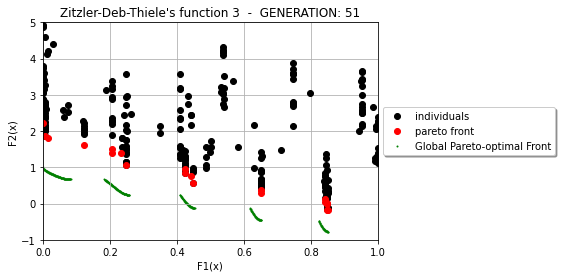 Zitzler-Deb-Thiele's function 3 - GENERATION: 51
5
4
3
2
1
0
−1
F2(x)
0.0 0.2 0.4 0.6 0.8 1.0
F1(x)
individuals
pareto front
Global Pareto-optimal Front